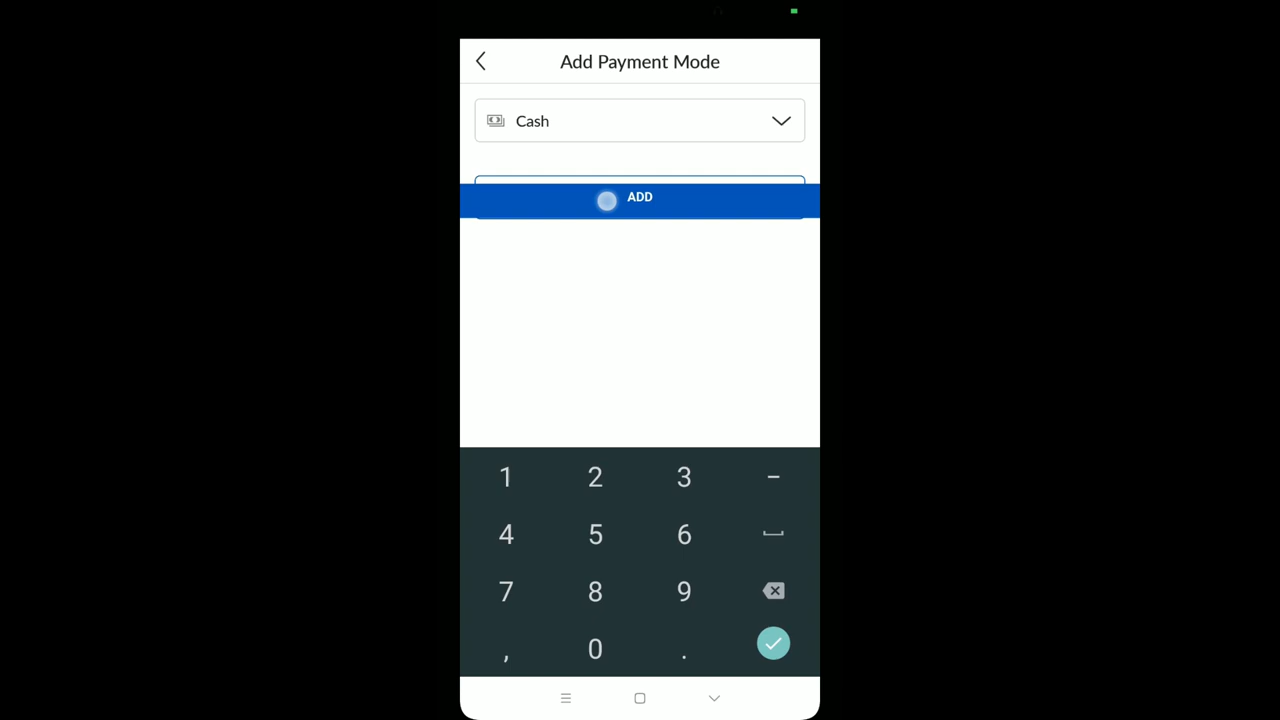 Add Payment Mode
Cash
ADD
1 2 3 −
4 5 6
7 8 9
, 0 .